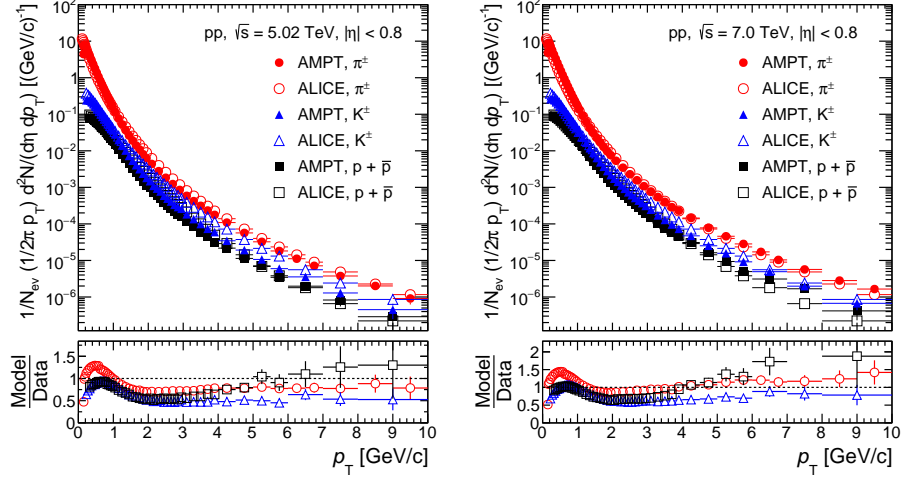 pp, √s = 5.02 TeV, |η| < 0.8
AMPT, π±
ALICE, π±
AMPT, K±
ALICE, K±
AMPT, p + p̅
ALICE, p + p̅
1/N_ev (1/2π p_T) d²N/(dη dp_T) [(GeV/c)⁻¹]
10²
10
1
10⁻¹
10⁻²
10⁻³
10⁻⁴
10⁻⁵
10⁻⁶
Model
Data
1.5
1
0.5
0
0 1 2 3 4 5 6 7 8 9 10
p_T [GeV/c]
pp, √s = 7.0 TeV, |η| < 0.8
AMPT, π±
ALICE, π±
AMPT, K±
ALICE, K±
AMPT, p + p̅
ALICE, p + p̅
1/N_ev (1/2π p_T) d²N/(dη dp_T) [(GeV/c)⁻¹]
10²
10
1
10⁻¹
10⁻²
10⁻³
10⁻⁴
10⁻⁵
10⁻⁶
Model
Data
2
1.5
1
0.5
0
0 1 2 3 4 5 6 7 8 9 10
p_T [GeV/c]